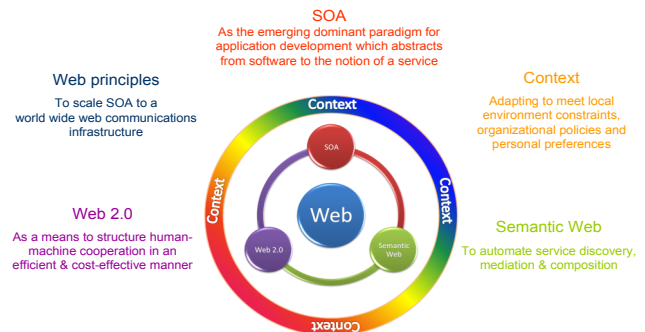 SOA
As the emerging dominant paradigm for
application development which abstracts
from software to the notion of a service
Web principles
To scale SOA to a
world wide web communications
infrastructure
Context
Adapting to meet local
environment constraints,
organizational policies and
personal preferences
Context
SOA
Context
Context
Web
Web 2.0
Semantic
Web
Context
Web 2.0
As a means to structure human-
machine cooperation in an
efficient & cost-effective manner
Semantic Web
To automate service discovery,
mediation & composition